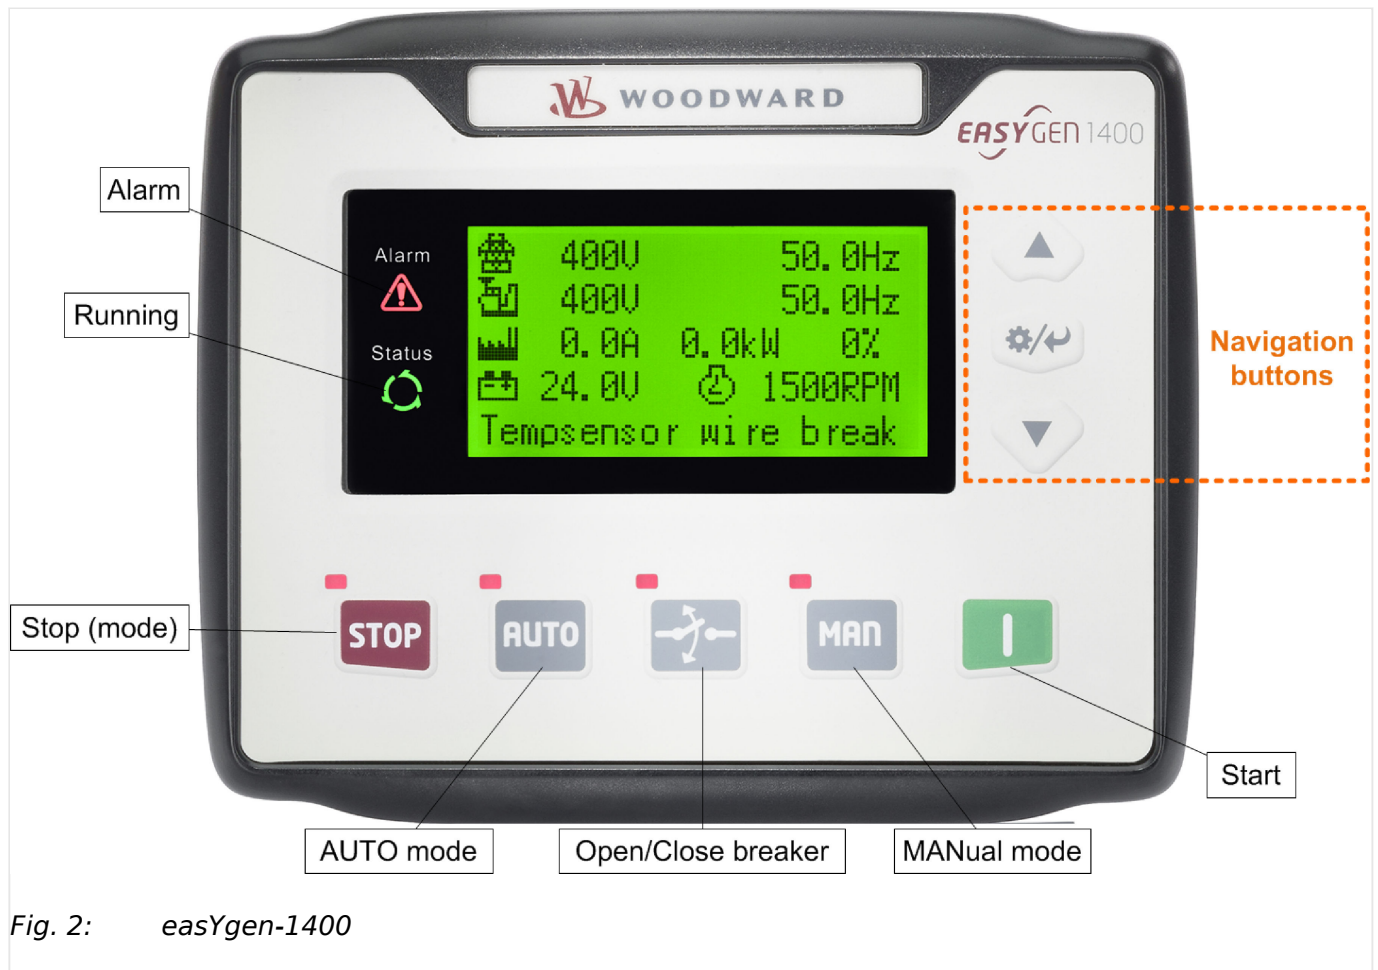 WOODWARD
EASYGEN 1400
Alarm
Alarm
400V 50.0Hz
Running
400V 50.0Hz
Status
0.0A 0.0kW 0%
24.0V 1500RPM
Tempsensor wire break
Navigation
buttons
Stop (mode)
STOP
AUTO
MAN
Start
AUTO mode
Open/Close breaker
MANual mode
Fig. 2: easYgen-1400